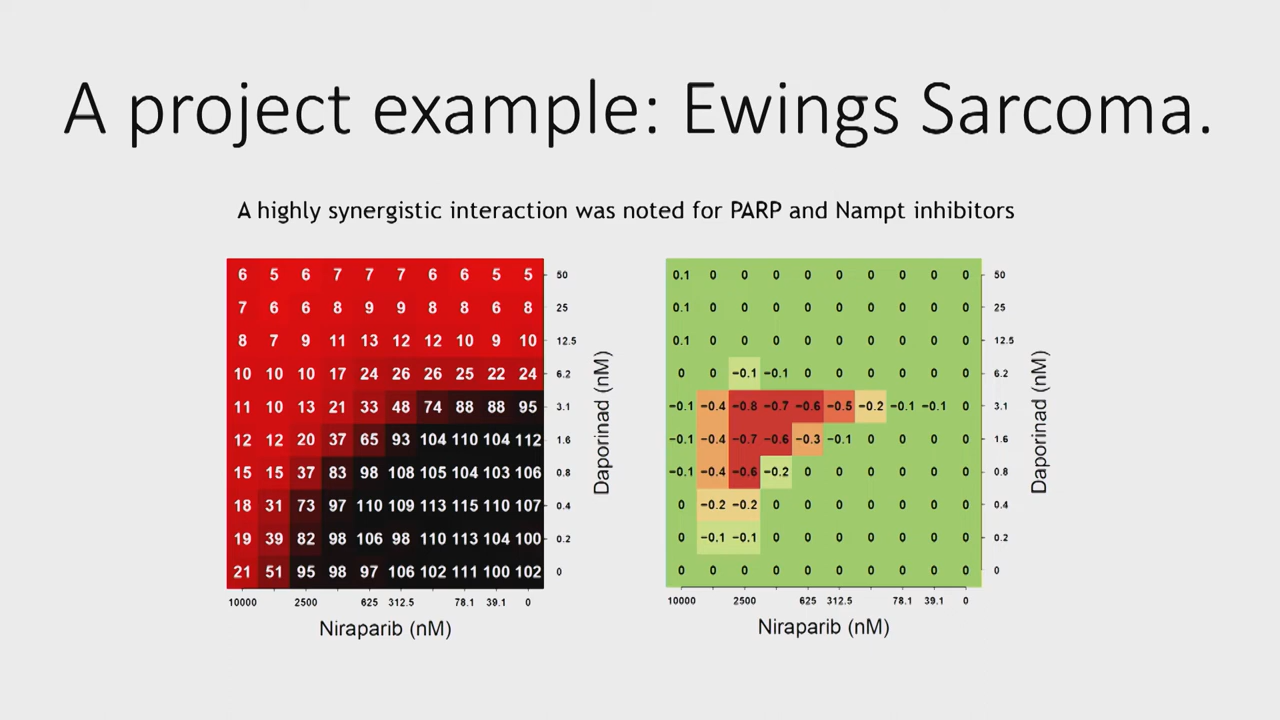 A project example: Ewings Sarcoma.
A highly synergistic interaction was noted for PARP and Nampt inhibitors
6 5 6 7 7 7 6 6 5 5 50
7 6 6 8 9 9 8 8 6 8 25
8 7 9 11 13 12 12 10 9 10 12.5
10 10 10 17 24 26 26 25 22 24 6.2
11 10 13 21 33 48 74 88 88 95 3.1
12 12 20 37 65 93 104 110 104 112 1.6
15 15 37 83 98 108 105 104 103 106 0.8
18 31 73 97 110 109 113 115 110 107 0.4
19 39 82 98 106 98 110 113 104 100 0.2
21 51 95 98 97 106 102 111 100 102 0
10000 2500 625 312.5 78.1 39.1 0
Niraparib (nM)
Daporinad (nM)
0.1 0 0 0 0 0 0 0 0 0 50
0.1 0 0 0 0 0 0 0 0 0 25
0.1 0 0 0 0 0 0 0 0 0 12.5
0 0 −0.1 −0.1 0 0 0 0 0 0 6.2
−0.1 −0.4 −0.8 −0.7 −0.6 −0.5 −0.2 −0.1 −0.1 0 3.1
−0.1 −0.4 −0.7 −0.6 −0.3 −0.1 0 0 0 0 1.6
−0.1 −0.4 −0.6 −0.2 0 0 0 0 0 0 0.8
0 −0.2 −0.2 0 0 0 0 0 0 0 0.4
0 −0.1 −0.1 0 0 0 0 0 0 0 0.2
0 0 0 0 0 0 0 0 0 0 0
10000 2500 625 312.5 78.1 39.1 0
Niraparib (nM)
Daporinad (nM)